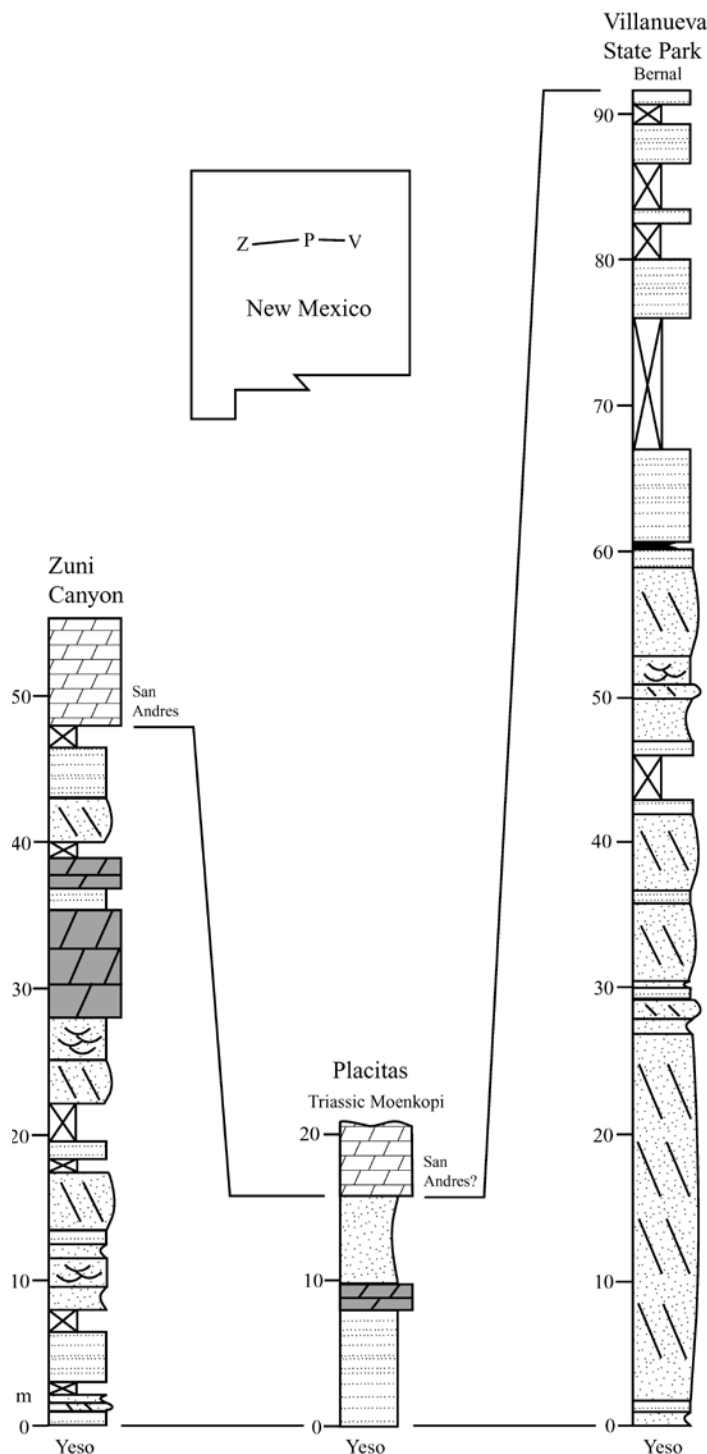 Villanueva
State Park
Bernal
90
80
70
60
50
40
30
20
10
0
Yeso
Z
P
V
New Mexico
Zuni
Canyon
San
Andres
50
40
30
20
10
m
0
Yeso
Placitas
Triassic Moenkopi
San
Andres?
20
10
0
Yeso